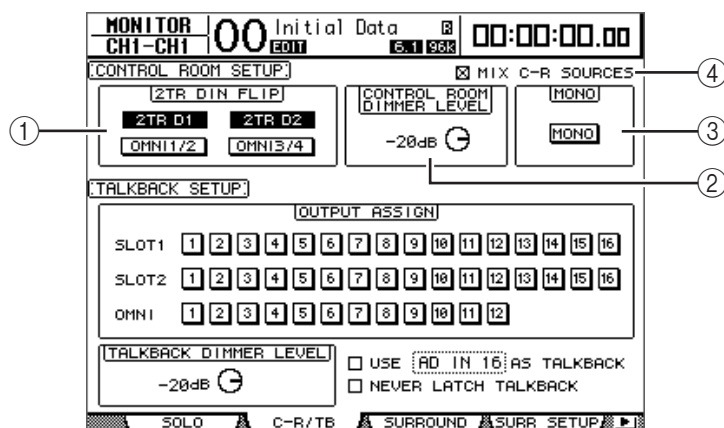 MONITOR
CH1-CH1
00 Initial Data
EDIT
6.1 96k
00:00:00.00
CONTROL ROOM SETUP
MIX C-R SOURCES
④
2TR DIN FLIP
CONTROL ROOM
DIMMER LEVEL
MONO
①
2TR D1 2TR D2
OMNI1/2 OMNI3/4
-20dB
MONO
③
②
TALKBACK SETUP
OUTPUT ASSIGN
SLOT1 1 2 3 4 5 6 7 8 9 10 11 12 13 14 15 16
SLOT2 1 2 3 4 5 6 7 8 9 10 11 12 13 14 15 16
OMNI 1 2 3 4 5 6 7 8 9 10 11 12
TALKBACK DIMMER LEVEL
-20dB
USE AD IN 16 AS TALKBACK
NEVER LATCH TALKBACK
SOLO C-R/TB SURROUND SURR SETUP